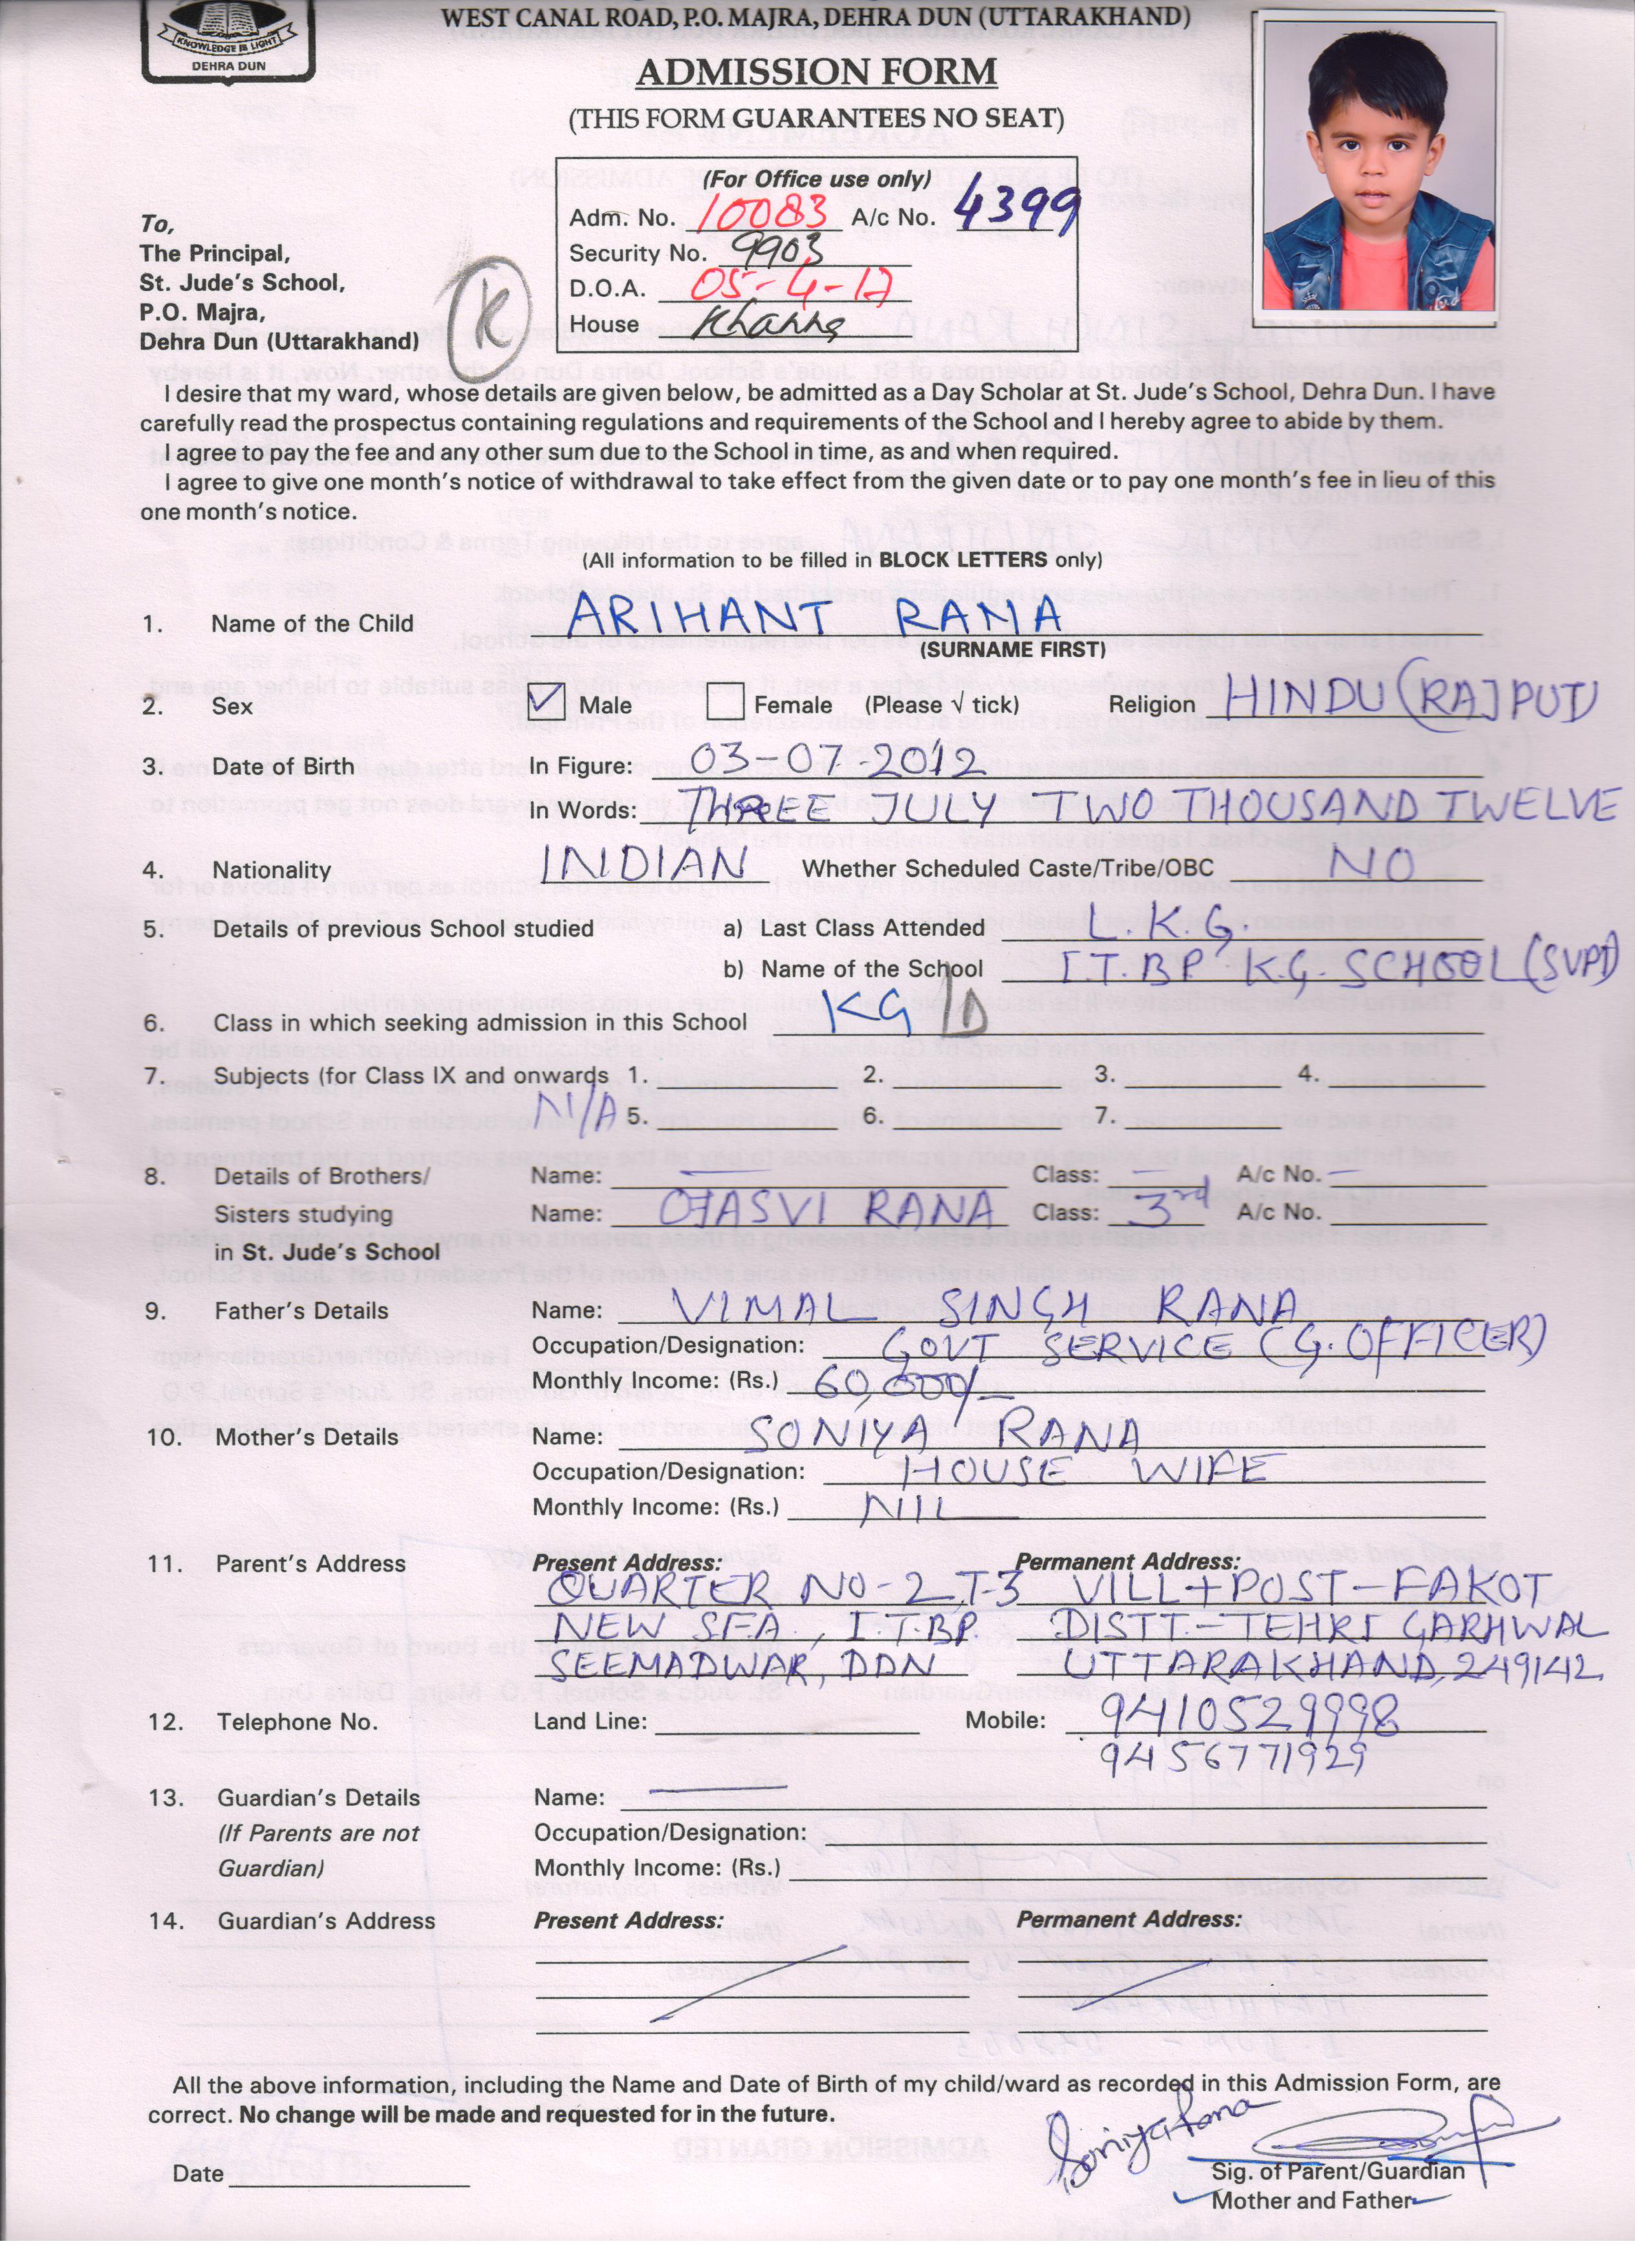 WEST CANAL ROAD, P.O. MAJRA, DEHRA DUN (UTTARAKHAND)
KNOWLEDGE IS LIGHT
DEHRA DUN
ADMISSION FORM
(THIS FORM GUARANTEES NO SEAT)
(For Office use only)
Adm. No. 10083 A/c No. 4399
Security No. 9903
D.O.A. 05-4-17
House Khanna
To,
The Principal,
St. Jude's School,
P.O. Majra,
Dehra Dun (Uttarakhand)
K
I desire that my ward, whose details are given below, be admitted as a Day Scholar at St. Jude's School, Dehra Dun. I have
carefully read the prospectus containing regulations and requirements of the School and I hereby agree to abide by them.
I agree to pay the fee and any other sum due to the School in time, as and when required.
I agree to give one month's notice of withdrawal to take effect from the given date or to pay one month's fee in lieu of this
one month's notice.
(All information to be filled in BLOCK LETTERS only)
1. Name of the Child ARIHANT RANA
(SURNAME FIRST)
2. Sex ✓ Male Female (Please √ tick) Religion HINDU (RAJPUT)
3. Date of Birth In Figure: 03-07-2012
In Words: THREE JULY TWO THOUSAND TWELVE
4. Nationality INDIAN Whether Scheduled Caste/Tribe/OBC NO
5. Details of previous School studied a) Last Class Attended L.K.G.
b) Name of the School I.T.B.P K.G. SCHOOL (SVPI)
6. Class in which seeking admission in this School KG/D
7. Subjects (for Class IX and onwards 1. 2. 3. 4.
N/A 5. 6. 7.
8. Details of Brothers/ Name: — Class: — A/c No. —
Sisters studying Name: OJASVI RANA Class: 3rd A/c No.
in St. Jude's School
9. Father's Details Name: VIMAL SINGH RANA
Occupation/Designation: GOVT SERVICE (G. OFFICER)
Monthly Income: (Rs.) 60,000/-
10. Mother's Details Name: SONIYA RANA
Occupation/Designation: HOUSE WIFE
Monthly Income: (Rs.) NIL
11. Parent's Address Present Address: Permanent Address:
QUARTER NO-2, T-3 VILL+POST-FAKOT
NEW SFA, I.T.B.P. DISTT.-TEHRI GARHWAL
SEEMADWAR, DDN UTTARAKHAND, 249142
12. Telephone No. Land Line: Mobile: 9410529998
9456771929
13. Guardian's Details Name: —
(If Parents are not Occupation/Designation:
Guardian) Monthly Income: (Rs.)
14. Guardian's Address Present Address: Permanent Address:
All the above information, including the Name and Date of Birth of my child/ward as recorded in this Admission Form, are
correct. No change will be made and requested for in the future.
Soniya Rana
Date Sig. of Parent/Guardian
Mother and Father